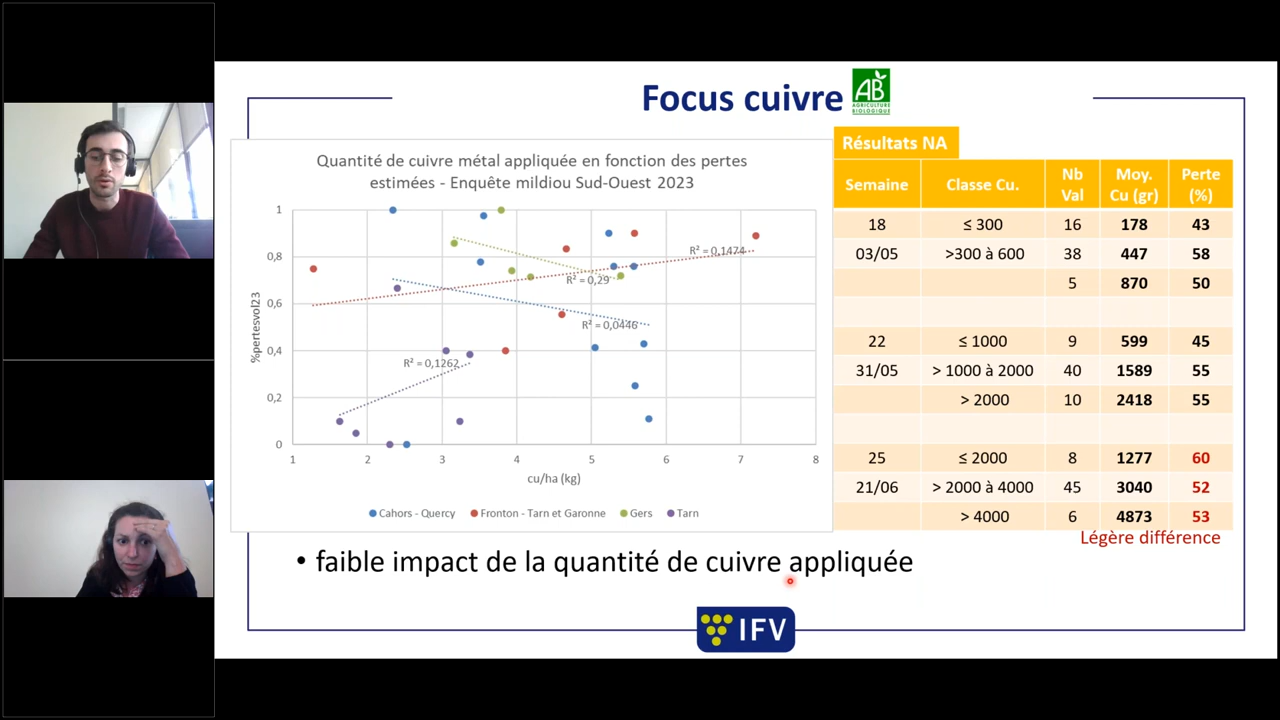 Focus cuivre
AB
AGRICULTURE
BIOLOGIQUE
Quantité de cuivre métal appliquée en fonction des pertes
estimées - Enquête mildiou Sud-Ouest 2023
%pertesvol23
1
0,8
0,6
0,4
0,2
0
R² = 0,1474
R² = 0,29
R² = 0,0446
R² = 0,1262
1 2 3 4 5 6 7 8
cu/ha (kg)
Cahors - Quercy Fronton - Tarn et Garonne Gers Tarn
Résultats NA
Semaine Classe Cu. Nb Val Moy. Cu (gr) Perte (%)
18 ≤ 300 16 178 43
03/05 >300 à 600 38 447 58
5 870 50
22 ≤ 1000 9 599 45
31/05 > 1000 à 2000 40 1589 55
> 2000 10 2418 55
25 ≤ 2000 8 1277 60
21/06 > 2000 à 4000 45 3040 52
> 4000 6 4873 53
Légère différence
• faible impact de la quantité de cuivre appliquée
IFV